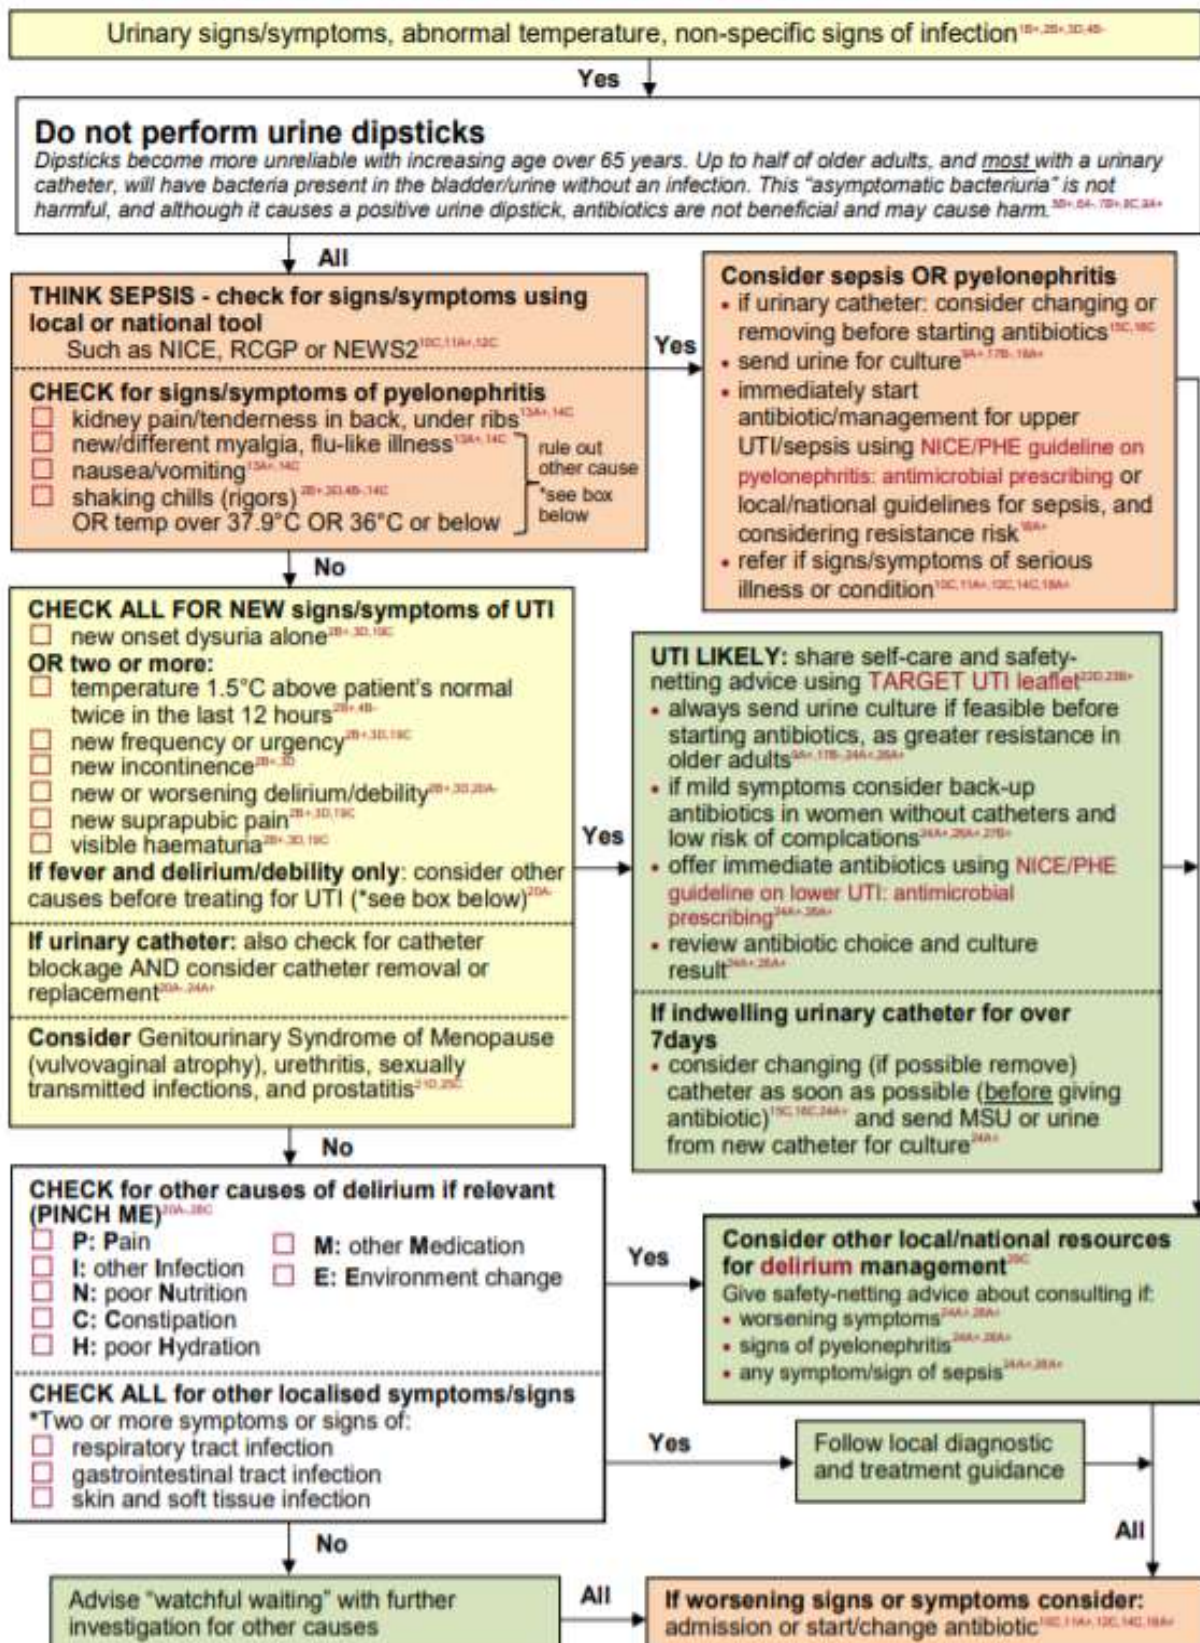 Urinary signs/symptoms, abnormal temperature, non-specific signs of infection
Yes
Do not perform urine dipsticks
Dipsticks become more unreliable with increasing age over 65 years. Up to half of older adults, and most with a urinary
catheter, will have bacteria present in the bladder/urine without an infection. This "asymptomatic bacteriuria" is not
harmful, and although it causes a positive urine dipstick, antibiotics are not beneficial and may cause harm.
All
THINK SEPSIS - check for signs/symptoms using
local or national tool
Such as NICE, RCGP or NEWS2
CHECK for signs/symptoms of pyelonephritis
kidney pain/tenderness in back, under ribs
new/different myalgia, flu-like illness
nausea/vomiting
shaking chills (rigors)
OR temp over 37.9°C OR 36°C or below
rule out
other cause
*see box
below
Yes
Consider sepsis OR pyelonephritis
• if urinary catheter: consider changing or
removing before starting antibiotics
• send urine for culture
• immediately start
antibiotic/management for upper
UTI/sepsis using NICE/PHE guideline on
pyelonephritis: antimicrobial prescribing or
local/national guidelines for sepsis, and
considering resistance risk
• refer if signs/symptoms of serious
illness or condition
No
CHECK ALL FOR NEW signs/symptoms of UTI
new onset dysuria alone
OR two or more:
temperature 1.5°C above patient's normal
twice in the last 12 hours
new frequency or urgency
new incontinence
new or worsening delirium/debility
new suprapubic pain
visible haematuria
If fever and delirium/debility only: consider other
causes before treating for UTI (*see box below)
If urinary catheter: also check for catheter
blockage AND consider catheter removal or
replacement
Consider Genitourinary Syndrome of Menopause
(vulvovaginal atrophy), urethritis, sexually
transmitted infections, and prostatitis
Yes
UTI LIKELY: share self-care and safety-
netting advice using TARGET UTI leaflet
• always send urine culture if feasible before
starting antibiotics, as greater resistance in
older adults
• if mild symptoms consider back-up
antibiotics in women without catheters and
low risk of complcations
• offer immediate antibiotics using NICE/PHE
guideline on lower UTI: antimicrobial
prescribing
• review antibiotic choice and culture
result
If indwelling urinary catheter for over
7days
• consider changing (if possible remove)
catheter as soon as possible (before giving
antibiotic) and send MSU or urine
from new catheter for culture
No
CHECK for other causes of delirium if relevant
(PINCH ME)
P: Pain
I: other Infection
N: poor Nutrition
C: Constipation
H: poor Hydration
M: other Medication
E: Environment change
CHECK ALL for other localised symptoms/signs
*Two or more symptoms or signs of:
respiratory tract infection
gastrointestinal tract infection
skin and soft tissue infection
Yes
Consider other local/national resources
for delirium management
Give safety-netting advice about consulting if:
• worsening symptoms
• signs of pyelonephritis
• any symptom/sign of sepsis
Yes
Follow local diagnostic
and treatment guidance
All
No
Advise "watchful waiting" with further
investigation for other causes
All
If worsening signs or symptoms consider:
admission or start/change antibiotic